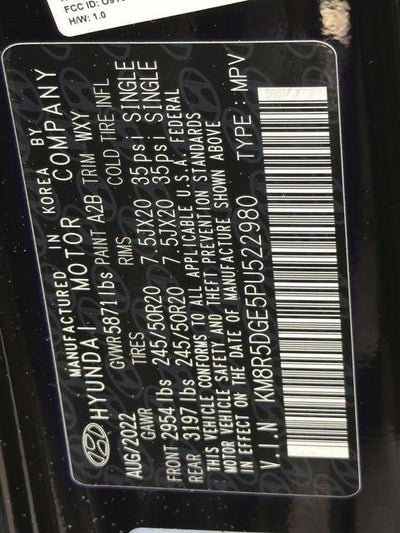 FCC ID:
H/W: 1.0
MANUFACTURED IN KOREA BY
HYUNDAI MOTOR COMPANY
GVWR5871lbs PAINT A2B TRIM WXY
AUG/2022 TIRES RIMS COLD TIRE INFL
GAWR
FRONT 2954 lbs 245/50R20 7.5JX20 35psi SINGLE
REAR 3197 lbs 245/50R20 7.5JX20 35psi SINGLE
THIS VEHICLE CONFORMS TO ALL APPLICABLE U.S.A. FEDERAL
MOTOR VEHICLE SAFETY AND THEFT PREVENTION STANDARDS
IN EFFECT ON THE DATE OF MANUFACTURE SHOWN ABOVE
V.I.N KM8R5DGE5PU522980 TYPE: MPV